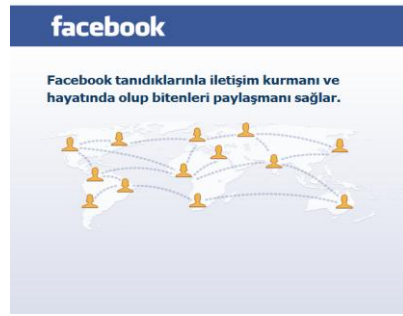 facebook
Facebook tanıdıklarınla iletişim kurmanı ve
hayatında olup bitenleri paylaşmanı sağlar.